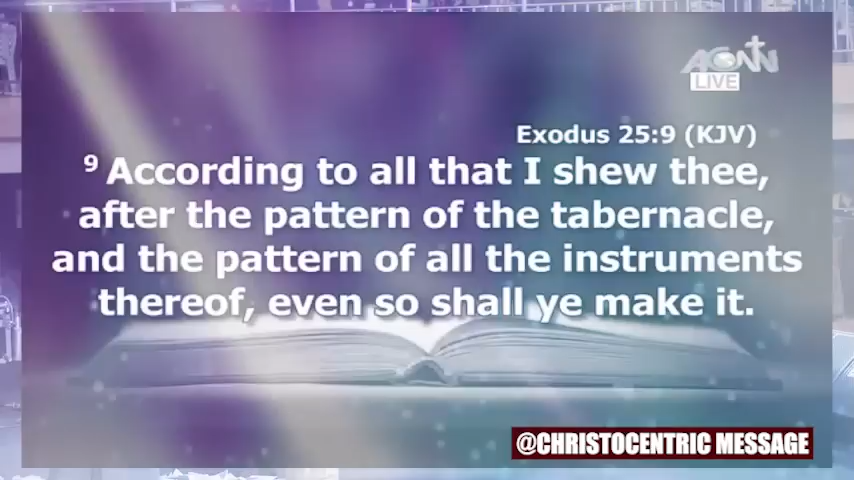 ACNN
LIVE
Exodus 25:9 (KJV)
9 According to all that I shew thee,
after the pattern of the tabernacle,
and the pattern of all the instruments
thereof, even so shall ye make it.
@CHRISTOCENTRIC MESSAGE